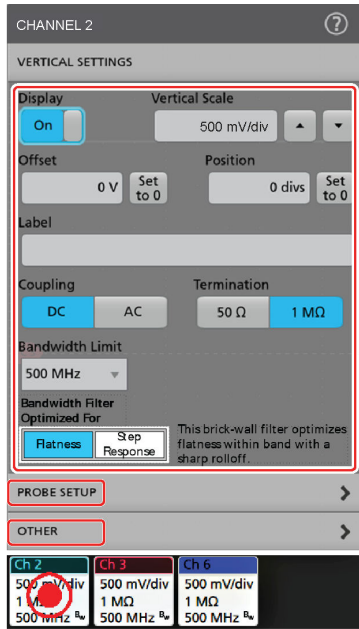 CHANNEL 2 ?
VERTICAL SETTINGS
Display Vertical Scale
On 500 mV/div
Offset Position
0 V Set to 0 0 divs Set to 0
Label
Coupling Termination
DC AC 50 Ω 1 MΩ
Bandwidth Limit
500 MHz
Bandwidth Filter
Optimized For
Flatness Step Response
This brick-wall filter optimizes
flatness within band with a
sharp rolloff.
PROBE SETUP
OTHER
Ch 2 Ch 3 Ch 6
500 mV/div 500 mV/div 500 mV/div
1 MΩ 1 MΩ 1 MΩ
500 MHz Bw 500 MHz Bw 500 MHz Bw